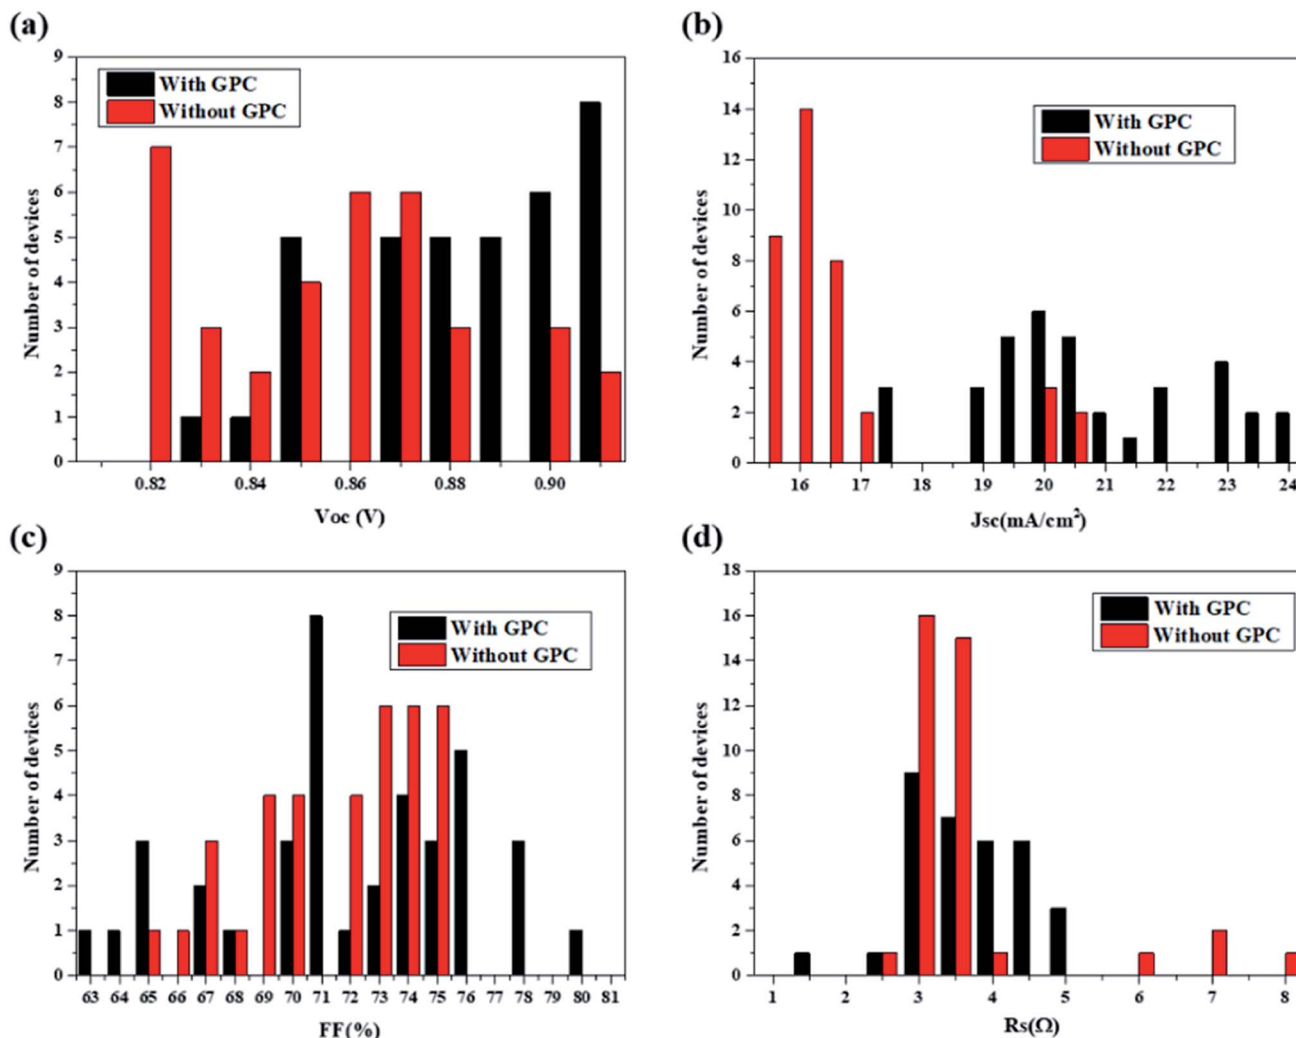 (a)
9
8
7
6
5
4
3
2
1
0
Number of devices
With GPC
Without GPC
0.82 0.84 0.86 0.88 0.90
Voc (V)
(b)
16
14
12
10
8
6
4
2
0
Number of devices
With GPC
Without GPC
16 17 18 19 20 21 22 23 24
Jsc(mA/cm²)
(c)
9
8
7
6
5
4
3
2
1
0
Number of devices
With GPC
Without GPC
63 64 65 66 67 68 69 70 71 72 73 74 75 76 77 78 79 80 81
FF(%)
(d)
18
16
14
12
10
8
6
4
2
0
Number of devices
With GPC
Without GPC
1 2 3 4 5 6 7 8
Rs(Ω)